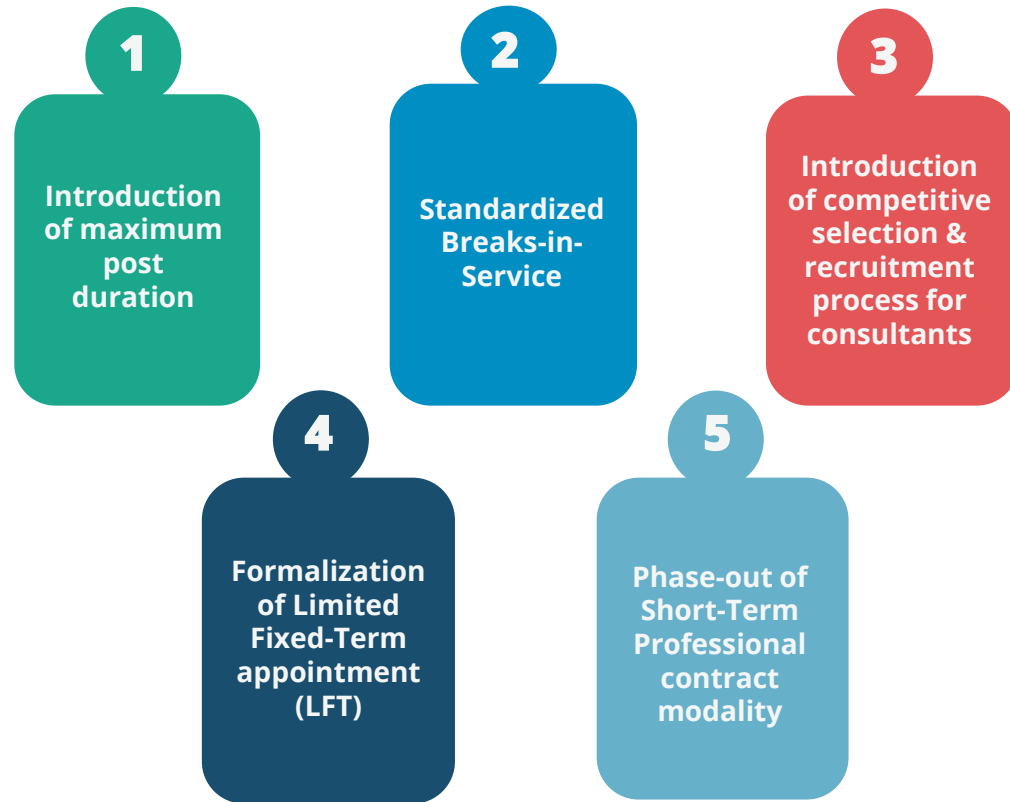 1
Introduction
of maximum
post
duration
2
Standardized
Breaks-in-
Service
3
Introduction
of competitive
selection &
recruitment
process for
consultants
4
Formalization
of Limited
Fixed-Term
appointment
(LFT)
5
Phase-out of
Short-Term
Professional
contract
modality